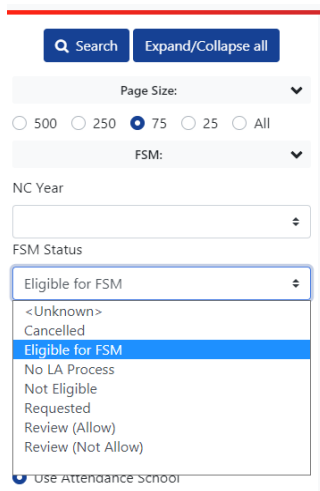 Search Expand/Collapse all
Page Size:
500 250 75 25 All
FSM:
NC Year
FSM Status
Eligible for FSM
<Unknown>
Cancelled
Eligible for FSM
No LA Process
Not Eligible
Requested
Review (Allow)
Review (Not Allow)
Use Attendance School